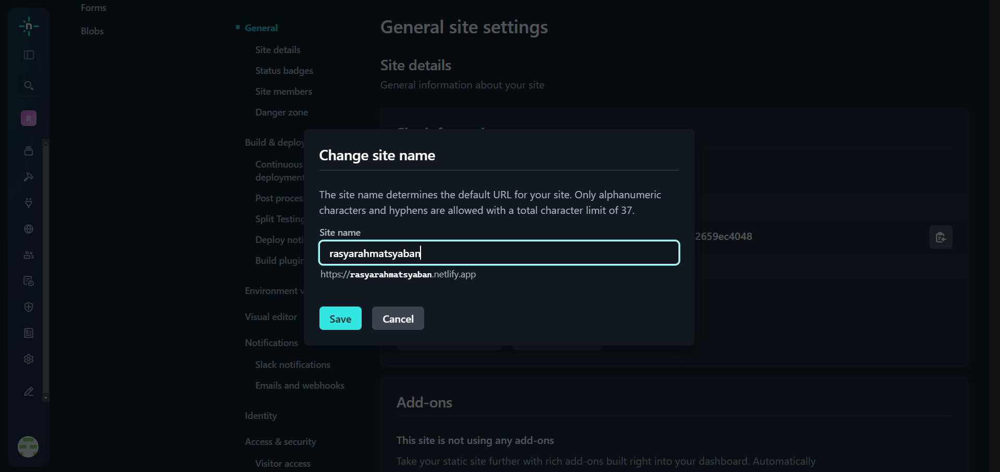 Forms
Blobs
R
General
Site details
Status badges
Site members
Danger zone
Build & deploy
Continuous
deployment
Post proces
Split Testing
Deploy noti
Build plugin
Environment v
Visual editor
Notifications
Slack notifications
Emails and webhooks
Identity
Access & security
Visitor access
General site settings
Site details
General information about your site
2659ec4048
Change site name
The site name determines the default URL for your site. Only alphanumeric
characters and hyphens are allowed with a total character limit of 37.
Site name
rasyarahmatsyaban
https://rasyarahmatsyaban.netlify.app
Save
Cancel
Add-ons
This site is not using any add-ons
Take your static site further with rich add-ons built right into your dashboard. Automatically